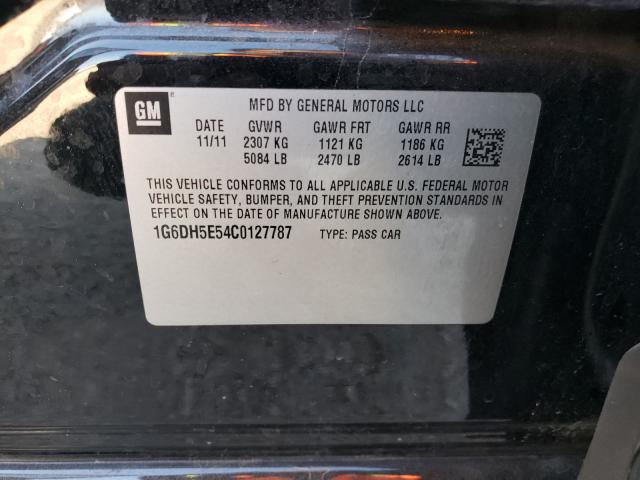 GM
MFD BY GENERAL MOTORS LLC
DATE GVWR GAWR FRT GAWR RR
11/11 2307 KG 1121 KG 1186 KG
5084 LB 2470 LB 2614 LB
THIS VEHICLE CONFORMS TO ALL APPLICABLE U.S. FEDERAL MOTOR
VEHICLE SAFETY, BUMPER, AND THEFT PREVENTION STANDARDS IN
EFFECT ON THE DATE OF MANUFACTURE SHOWN ABOVE.
1G6DH5E54C0127787 TYPE: PASS CAR